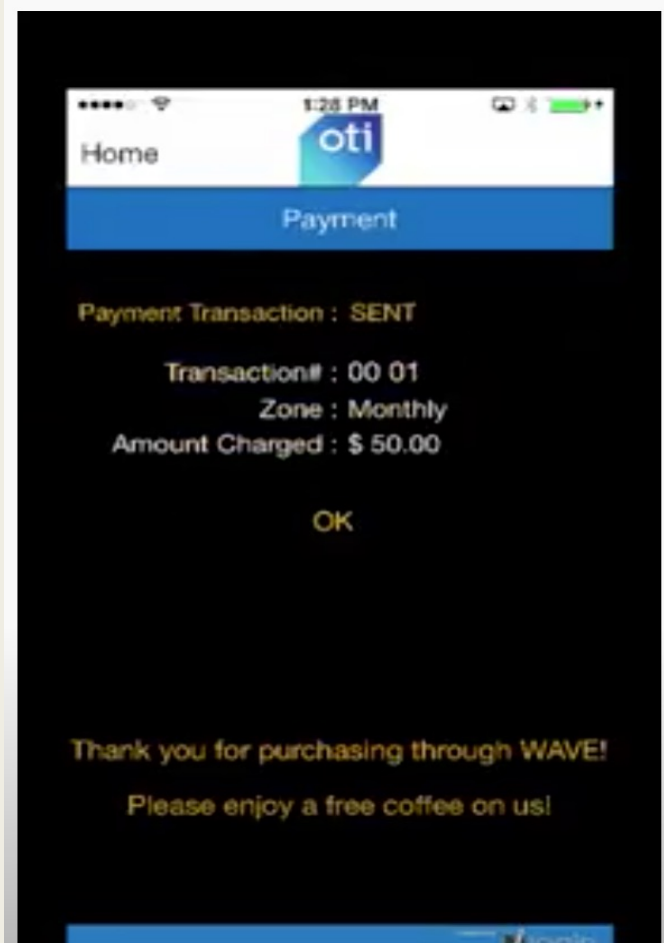 1:28 PM
Home
oti
Payment
Payment Transaction : SENT
Transaction# : 00 01
Zone : Monthly
Amount Charged : $ 50.00
OK
Thank you for purchasing through WAVE!
Please enjoy a free coffee on us!